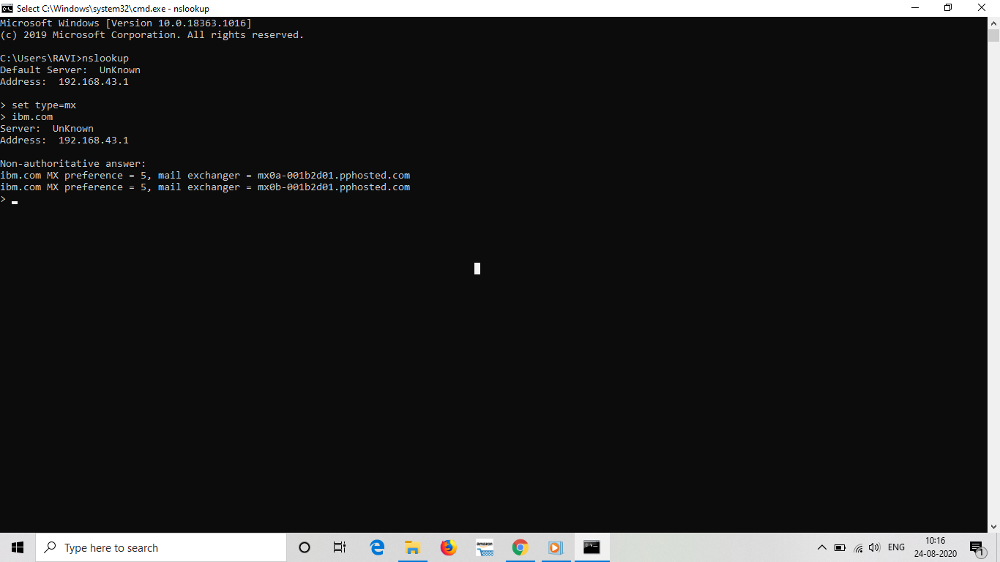 Select C:\Windows\system32\cmd.exe - nslookup
Microsoft Windows [Version 10.0.18363.1016]
(c) 2019 Microsoft Corporation. All rights reserved.
C:\Users\RAVI>nslookup
Default Server:  UnKnown
Address:  192.168.43.1
> set type=mx
> ibm.com
Server:  UnKnown
Address:  192.168.43.1
Non-authoritative answer:
ibm.com MX preference = 5, mail exchanger = mx0a-001b2d01.pphosted.com
ibm.com MX preference = 5, mail exchanger = mx0b-001b2d01.pphosted.com
>
Type here to search
amazon
ENG
10:16
24-08-2020
1